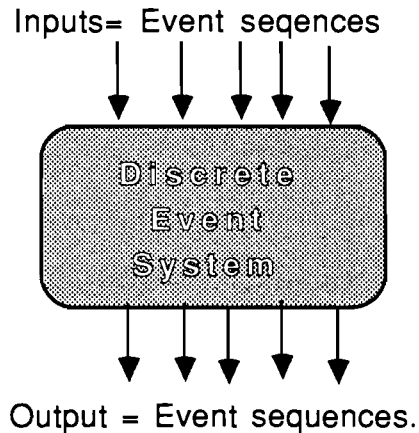 Inputs= Event seqences
Discrete
Event
System
Output = Event sequences.